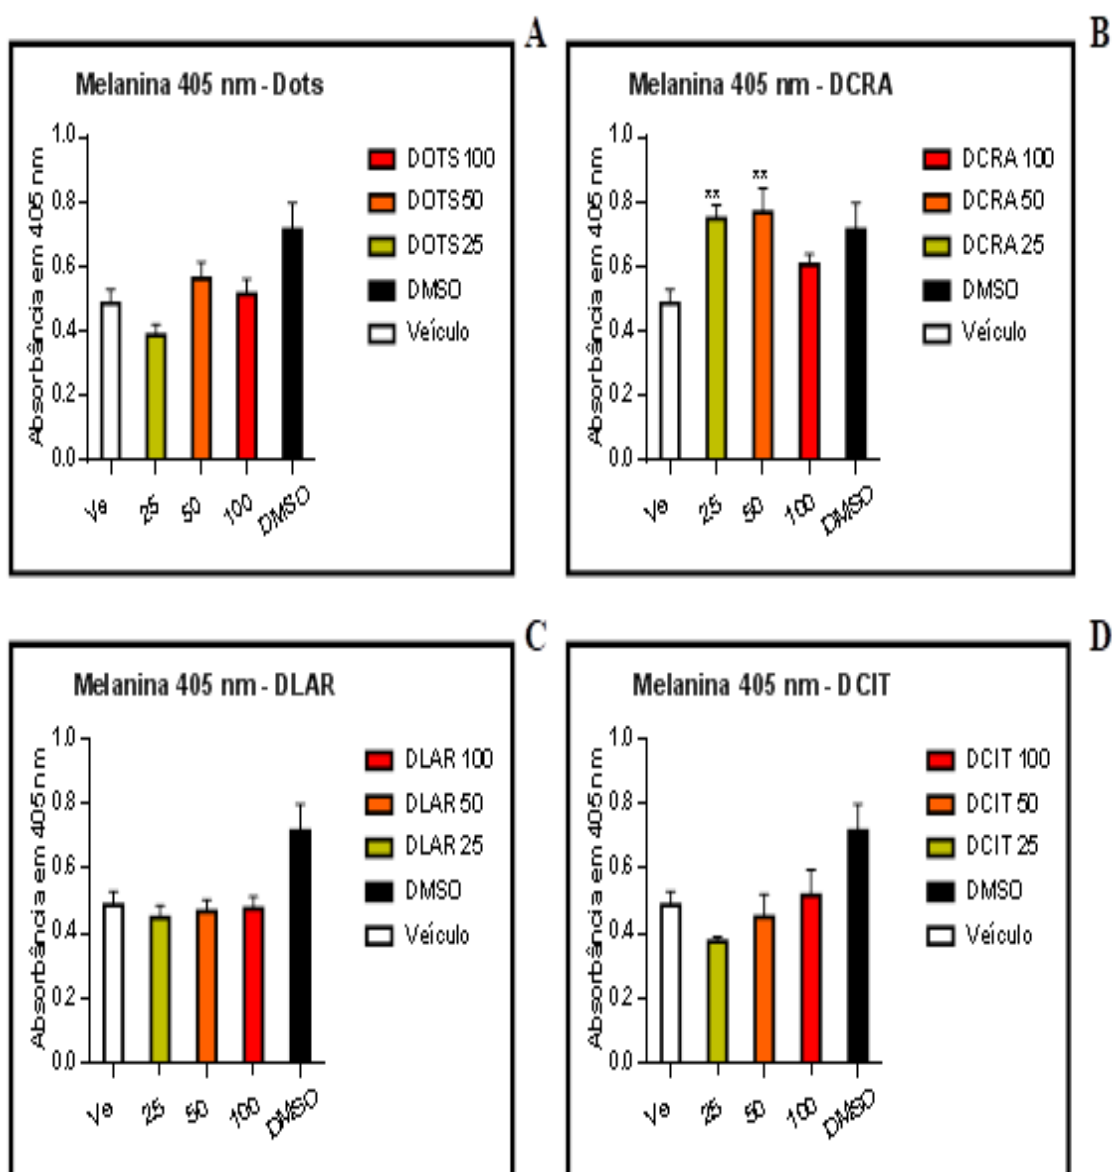 A
Melanina 405 nm - Dots
Absorbância em 405 nm
1.0
0.8
0.6
0.4
0.2
0.0
Ve
25
50
100
DMSO
DOTS 100
DOTS 50
DOTS 25
DMSO
Veículo
B
Melanina 405 nm - DCRA
Absorbância em 405 nm
1.0
0.8
0.6
0.4
0.2
0.0
**
**
Ve
25
50
100
DMSO
DCRA 100
DCRA 50
DCRA 25
DMSO
Veículo
C
Melanina 405 nm - DLAR
Absorbância em 405 nm
1.0
0.8
0.6
0.4
0.2
0.0
Ve
25
50
100
DMSO
DLAR 100
DLAR 50
DLAR 25
DMSO
Veículo
D
Melanina 405 nm - DCIT
Absorbância em 405 nm
1.0
0.8
0.6
0.4
0.2
0.0
Ve
25
50
100
DMSO
DCIT 100
DCIT 50
DCIT 25
DMSO
Veículo